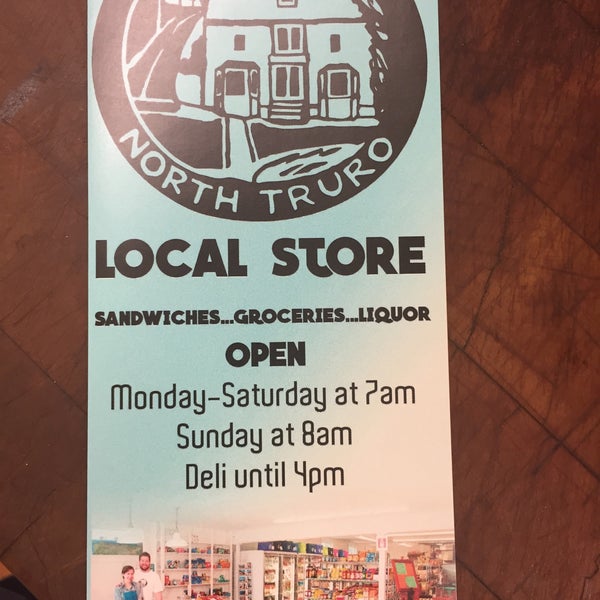 NORTH TRURO
LOCAL STORE
SANDWICHES...GROCERIES...LIQUOR
OPEN
Monday-Saturday at 7am
Sunday at 8am
Deli until 4pm